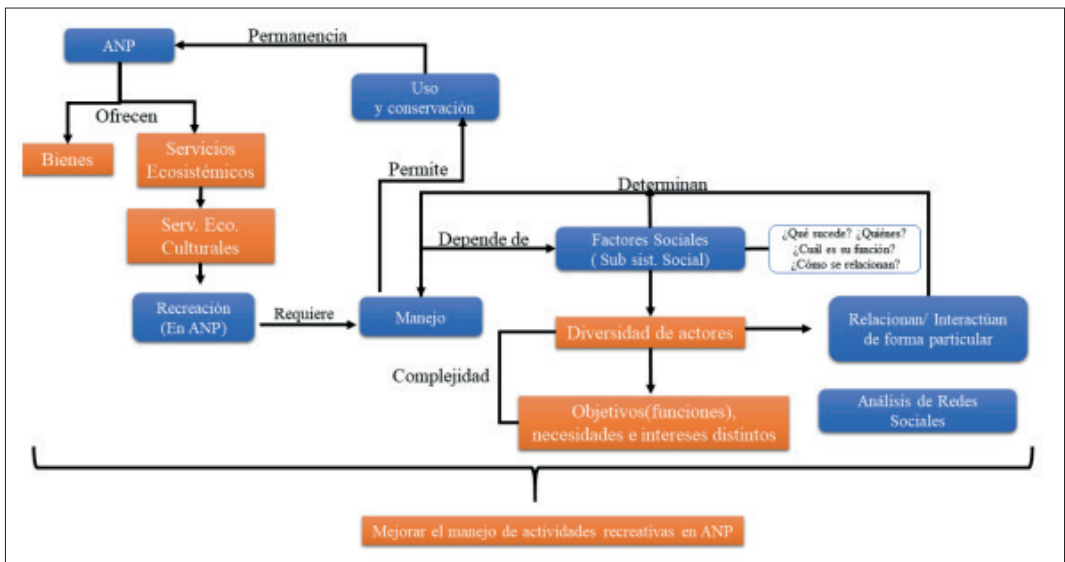 ANP
Permanencia
Uso
y conservación
Ofrecen
Bienes
Servicios
Ecosistémicos
Permite
Serv. Eco.
Culturales
Determinan
Depende de
Factores Sociales
( Sub sist. Social)
¿Qué sucede? ¿Quiénes?
¿Cuál es su función?
¿Cómo se relacionan?
Recreación
(En ANP)
Requiere
Manejo
Diversidad de actores
Relacionan/ Interactúan
de forma particular
Complejidad
Objetivos(funciones),
necesidades e intereses distintos
Análisis de Redes
Sociales
Mejorar el manejo de actividades recreativas en ANP